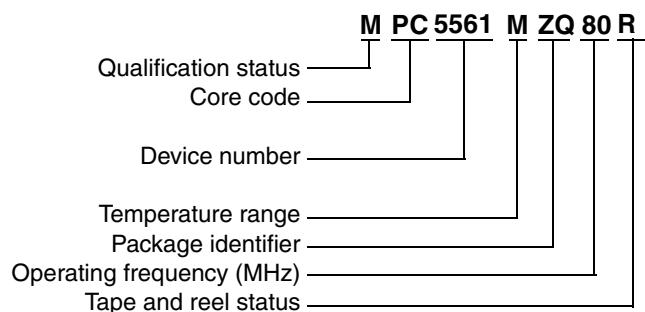 M PC 5561 M ZQ 80 R
Qualification status
Core code
Device number
Temperature range
Package identifier
Operating frequency (MHz)
Tape and reel status